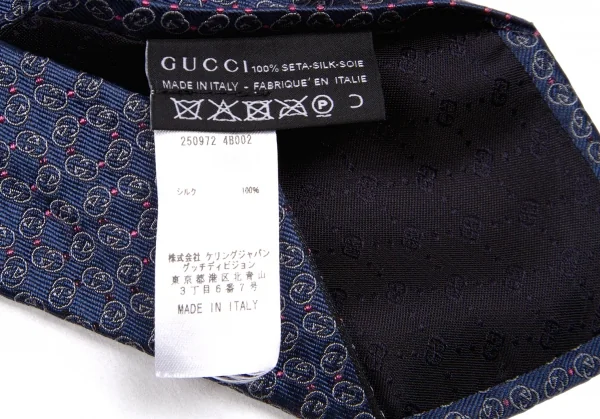 GUCCI 100% SETA-SILK-SOIE
MADE IN ITALY - FABRIQUE' EN ITALIE
P
250972 4B002
シルク 100%
株式会社 ケリングジャパン
グッチディビジョン
東京都港区北青山
3丁目6番7号
MADE IN ITALY